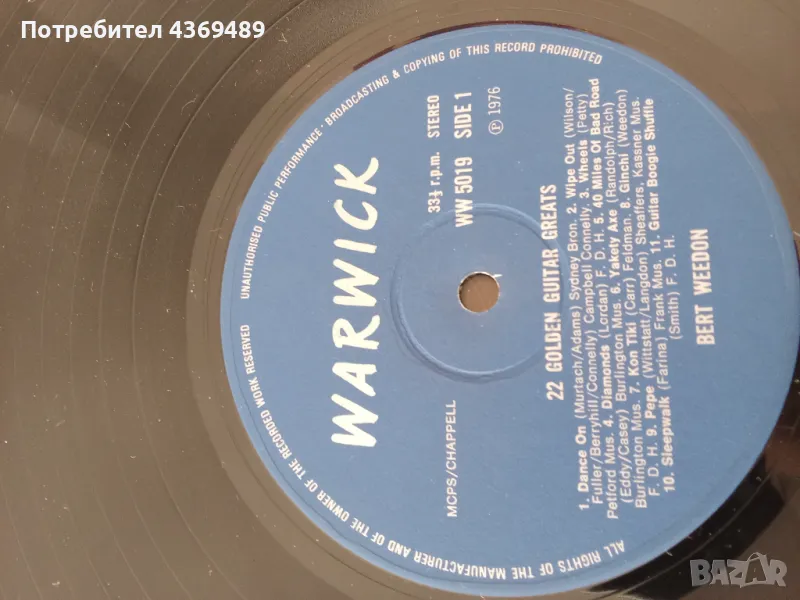 Потребител 4369489
UNAUTHORISED PUBLIC PERFORMANCE · BROADCASTING & COPYING OF THIS RECORD PROHIBITED
ALL RIGHTS OF THE MANUFACTURER AND OF THE OWNER OF THE RECORDED WORK RESERVED
WARWICK
MCPS/CHAPPELL
33⅓ r.p.m. STEREO
WW 5019 SIDE 1
Ⓟ 1976
22 GOLDEN GUITAR GREATS
1. Dance On (Murtach/Adams) Sydney Bron. 2. Wipe Out (Wilson/
Fuller/Berryhill/Connelly) Campbell Connelly. 3. Wheels (Petty)
Petford Mus. 4. Diamonds (Lordan) F. D. H. 5. 40 Miles Of Bad Road
(Eddy/Casey) Burlington Mus. 6. Yakety Axe (Randolph/Rich)
Burlington Mus. 7. Kon Tiki (Carr) Feldman. 8. Ginchi (Weedon)
F. D. H. 9. Pepe (Wittstatt/Langdon) Sheaffers, Kassner Mus.
10. Sleepwalk (Farina) Frank Mus. 11. Guitar Boogie Shuffle
(Smith) F. D. H.
BERT WEEDON
BAZAR